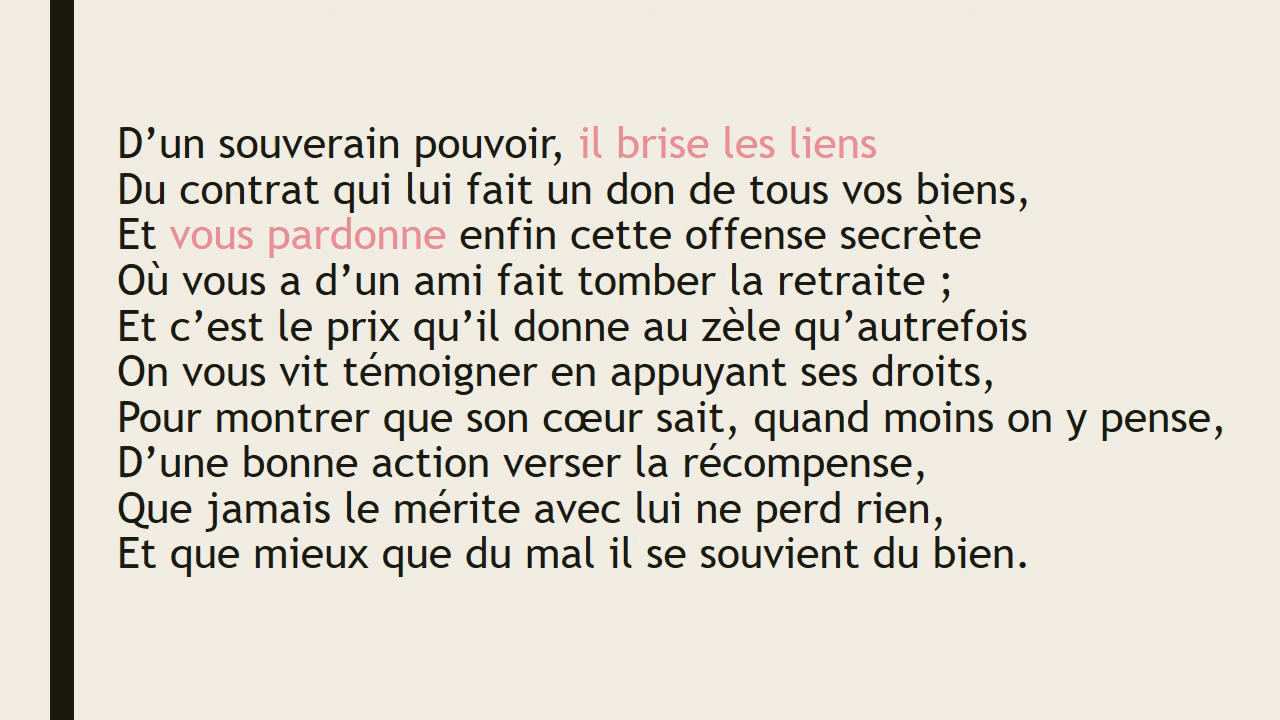 D’un souverain pouvoir, il brise les liens
Du contrat qui lui fait un don de tous vos biens,
Et vous pardonne enfin cette offense secrète
Où vous a d’un ami fait tomber la retraite ;
Et c’est le prix qu’il donne au zèle qu’autrefois
On vous vit témoigner en appuyant ses droits,
Pour montrer que son cœur sait, quand moins on y pense,
D’une bonne action verser la récompense,
Que jamais le mérite avec lui ne perd rien,
Et que mieux que du mal il se souvient du bien.